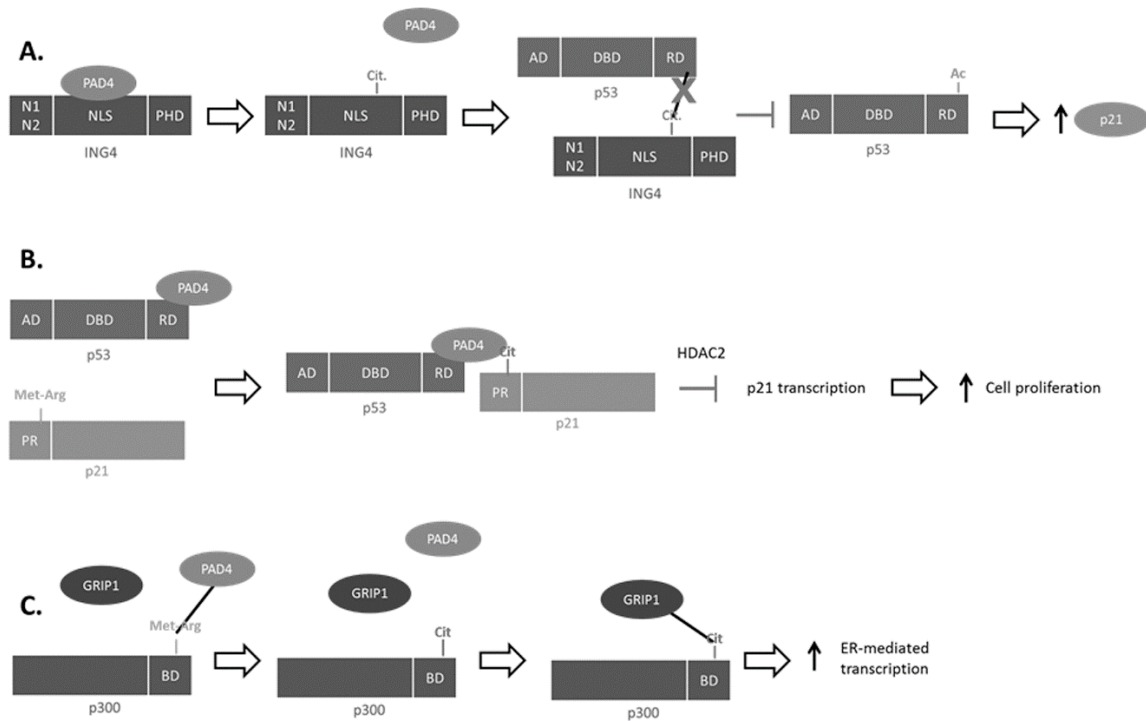 A.
PAD4
N1
N2
NLS
PHD
ING4
PAD4
Cit.
N1
N2
NLS
PHD
ING4
AD
DBD
RD
p53
X
Cit.
N1
N2
NLS
PHD
ING4
Ac
AD
DBD
RD
p53
p21
B.
PAD4
AD
DBD
RD
p53
Met-Arg
PR
p21
PAD4
Cit
AD
DBD
RD
p53
PR
p21
HDAC2
p21 transcription
Cell proliferation
C.
GRIP1
PAD4
Met-Arg
BD
p300
PAD4
GRIP1
Cit
BD
p300
GRIP1
Cit
BD
p300
ER-mediated
transcription